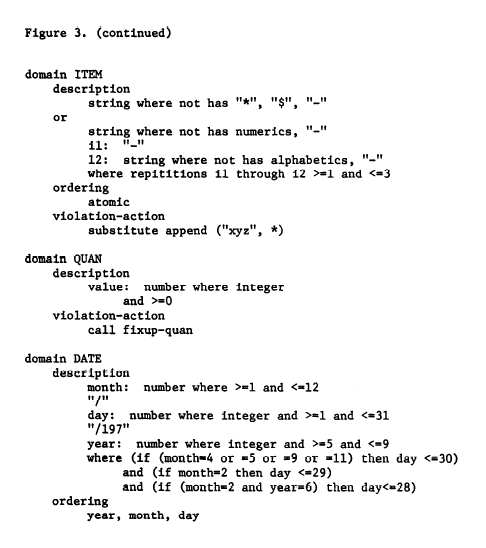 Figure 3. (continued)
domain ITEM
description
string where not has "*", "$", "-"
or
string where not has numerics, "-"
i1: "-"
i2: string where not has alphabetics, "-"
where repititions i1 through i2 >=1 and <=3
ordering
atomic
violation-action
substitute append ("xyz", *)
domain QUAN
description
value: number where integer
and >=0
violation-action
call fixup-quan
domain DATE
description
month: number where >=1 and <=12
"/"
day: number where integer and >=1 and <=31
"/197"
year: number where integer and >=5 and <=9
where (if (month=4 or =5 or =9 or =11) then day <=30)
and (if month=2 then day <=29)
and (if (month=2 and year=6) then day<=28)
ordering
year, month, day